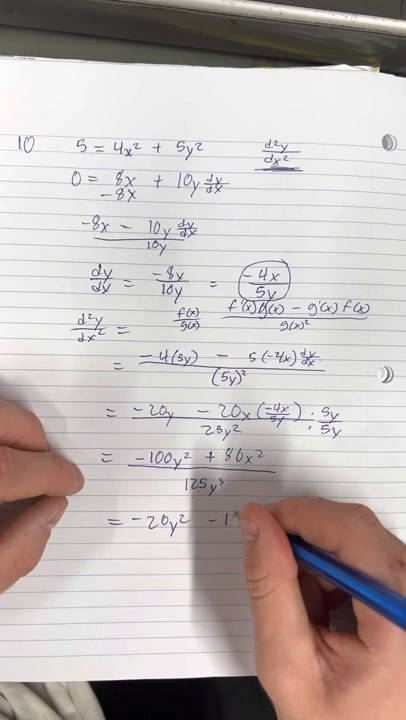 10 5 = 4x² + 5y² d²y/dx²
0 = 8x + 10y dy/dx
-8x
-8x = 10y dy/dx
10y
dy/dx = -8x/10y = -4x/5y
d²y/dx² = f(x)/g(x) f'(x)g(x) - g'(x) f(x)/g(x)²
= -4(5y) - 5(-4x) dy/dx/(5y)²
= -20y - 20x(-4x/5y)/25y² · 5y/5y
= -100y² + 80x²/125y³
= -20y² - 1